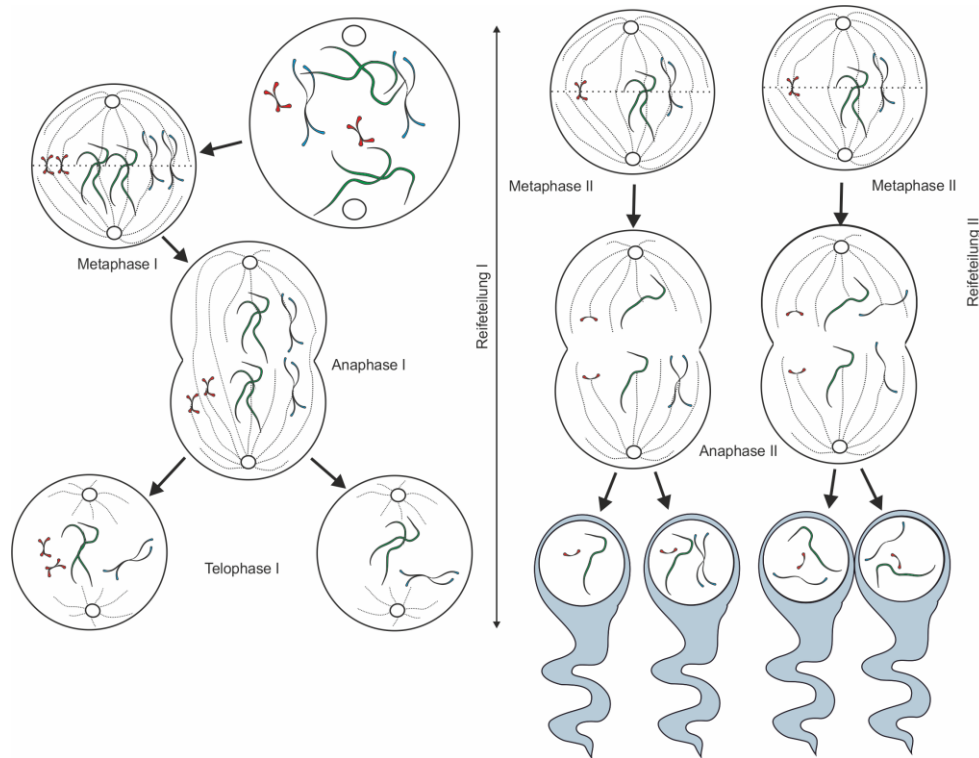 Metaphase I
Anaphase I
Telophase I
Reifeteilung I
Metaphase II
Metaphase II
Anaphase II
Reifeteilung II